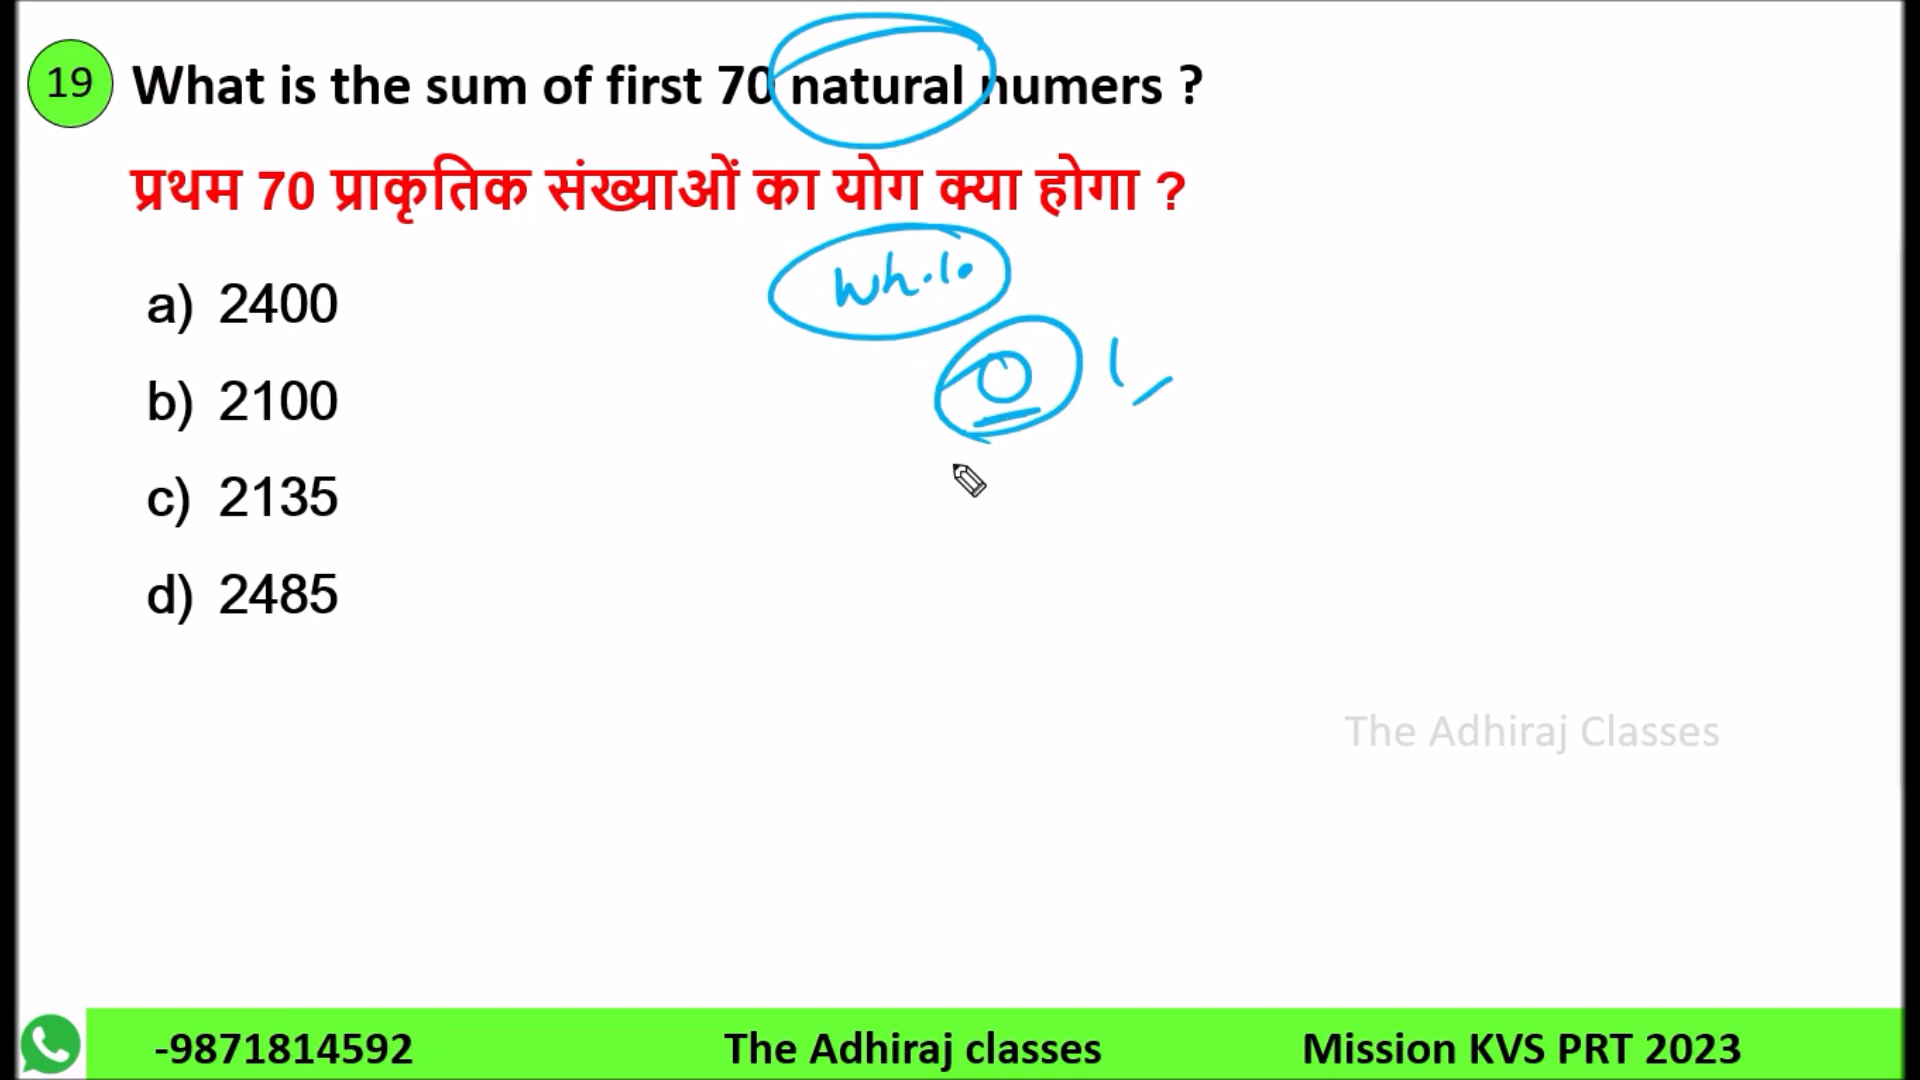 19 What is the sum of first 70 natural numers ?
प्रथम 70 प्राकृतिक संख्याओं का योग क्या होगा ?
a) 2400
b) 2100
c) 2135
d) 2485
0
The Adhiraj Classes
-9871814592 The Adhiraj classes Mission KVS PRT 2023